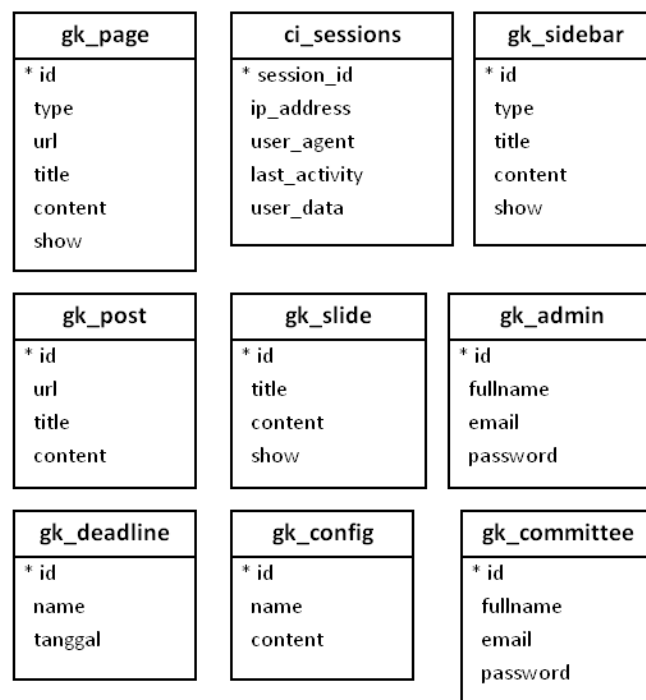 gk_page
* id
type
url
title
content
show
ci_sessions
* session_id
ip_address
user_agent
last_activity
user_data
gk_sidebar
* id
type
title
content
show
gk_post
* id
url
title
content
gk_slide
* id
title
content
show
gk_admin
* id
fullname
email
password
gk_deadline
* id
name
tanggal
gk_config
* id
name
content
gk_committee
* id
fullname
email
password